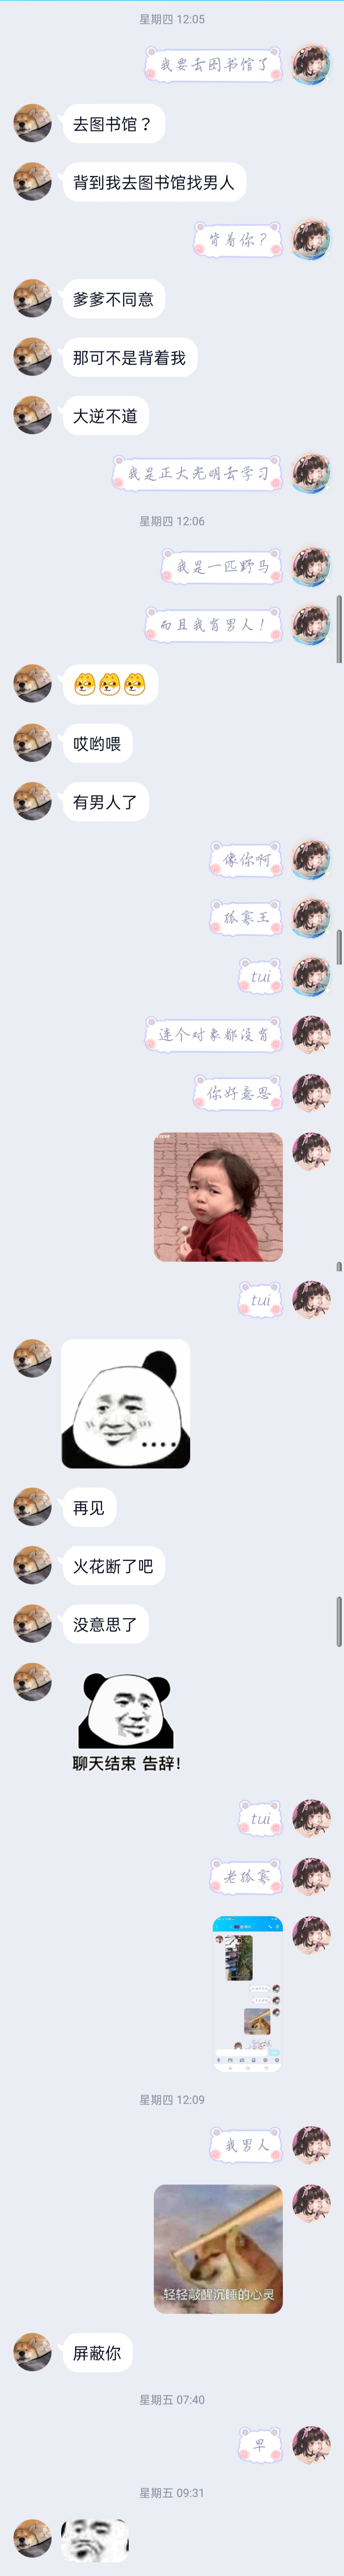 星期四 12:05
我要去图书馆了
去图书馆？
背到我去图书馆找男人
背着你？
爹爹不同意
那可不是背着我
大逆不道
我是正大光明去学习
星期四 12:06
我是一匹野马
而且我有男人！
哎哟喂
有男人了
像你啊
孤寡王
tui
连个对象都没有
你好意思
tui
再见
火花断了吧
没意思了
聊天结束 告辞!
tui
老孤寡
星期四 12:09
我男人
轻轻敲醒沉睡的心灵
屏蔽你
星期五 07:40
早
星期五 09:31